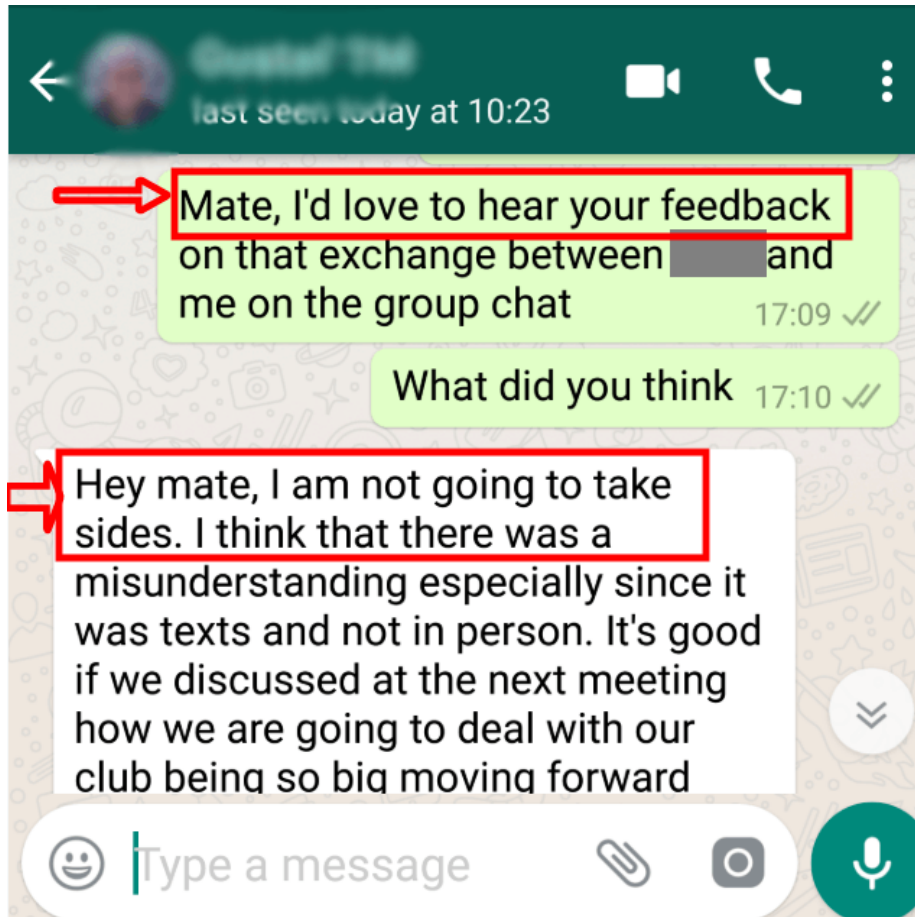 last seen today at 10:23
Mate, I'd love to hear your feedback
on that exchange between and
me on the group chat
17:09
What did you think
17:10
Hey mate, I am not going to take
sides. I think that there was a
misunderstanding especially since it
was texts and not in person. It's good
if we discussed at the next meeting
how we are going to deal with our
club being so big moving forward
Type a message